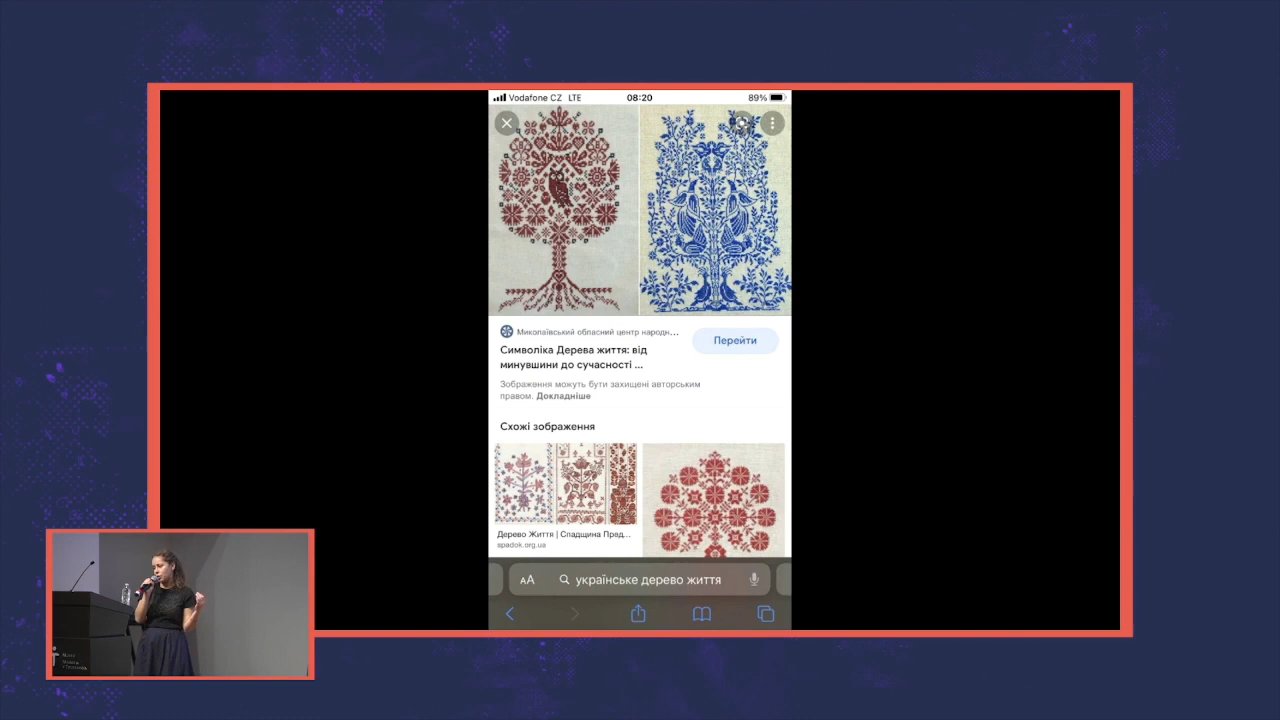 Vodafone CZ LTE
08:20
89%
Миколаївський обласний центр народн...
Перейти
Символіка Дерева життя: від
минувшини до сучасності ...
Зображення можуть бути захищені авторським
правом. Докладніше
Схожі зображення
Дерево Життя | Спадщина Пред...
spadok.org.ua
AA
українське дерево життя